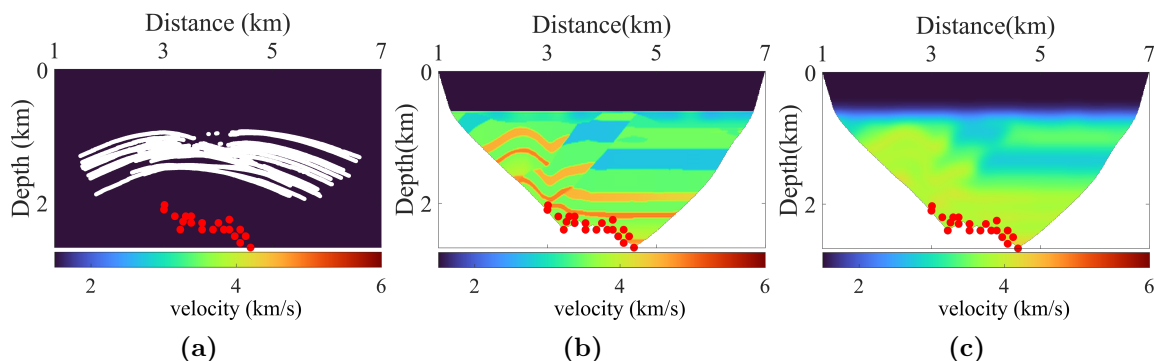 Distance (km)
1 3 5 7
0
2
Depth (km)
2 4 6
velocity (km/s)
(a)
Distance(km)
1 3 5 7
0
2
Depth(km)
2 4 6
velocity (km/s)
(b)
Distance(km)
1 3 5 7
0
2
Depth(km)
2 4 6
velocity (km/s)
(c)